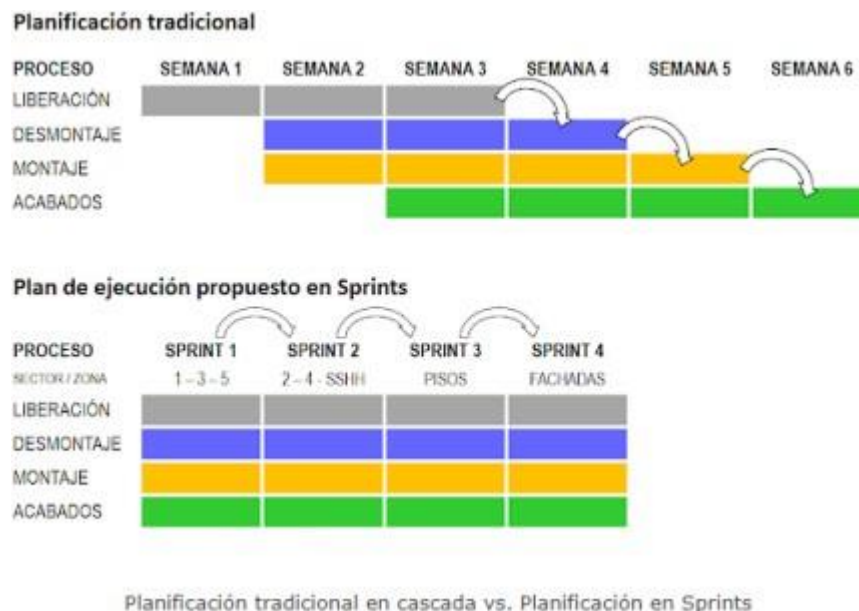 Planificación tradicional
PROCESO SEMANA 1 SEMANA 2 SEMANA 3 SEMANA 4 SEMANA 5 SEMANA 6
LIBERACIÓN
DESMONTAJE
MONTAJE
ACABADOS
Plan de ejecución propuesto en Sprints
PROCESO SPRINT 1 SPRINT 2 SPRINT 3 SPRINT 4
SECTOR / ZONA 1 – 3 – 5 2 – 4 - SSHH PISOS FACHADAS
LIBERACIÓN
DESMONTAJE
MONTAJE
ACABADOS
Planificación tradicional en cascada vs. Planificación en Sprints